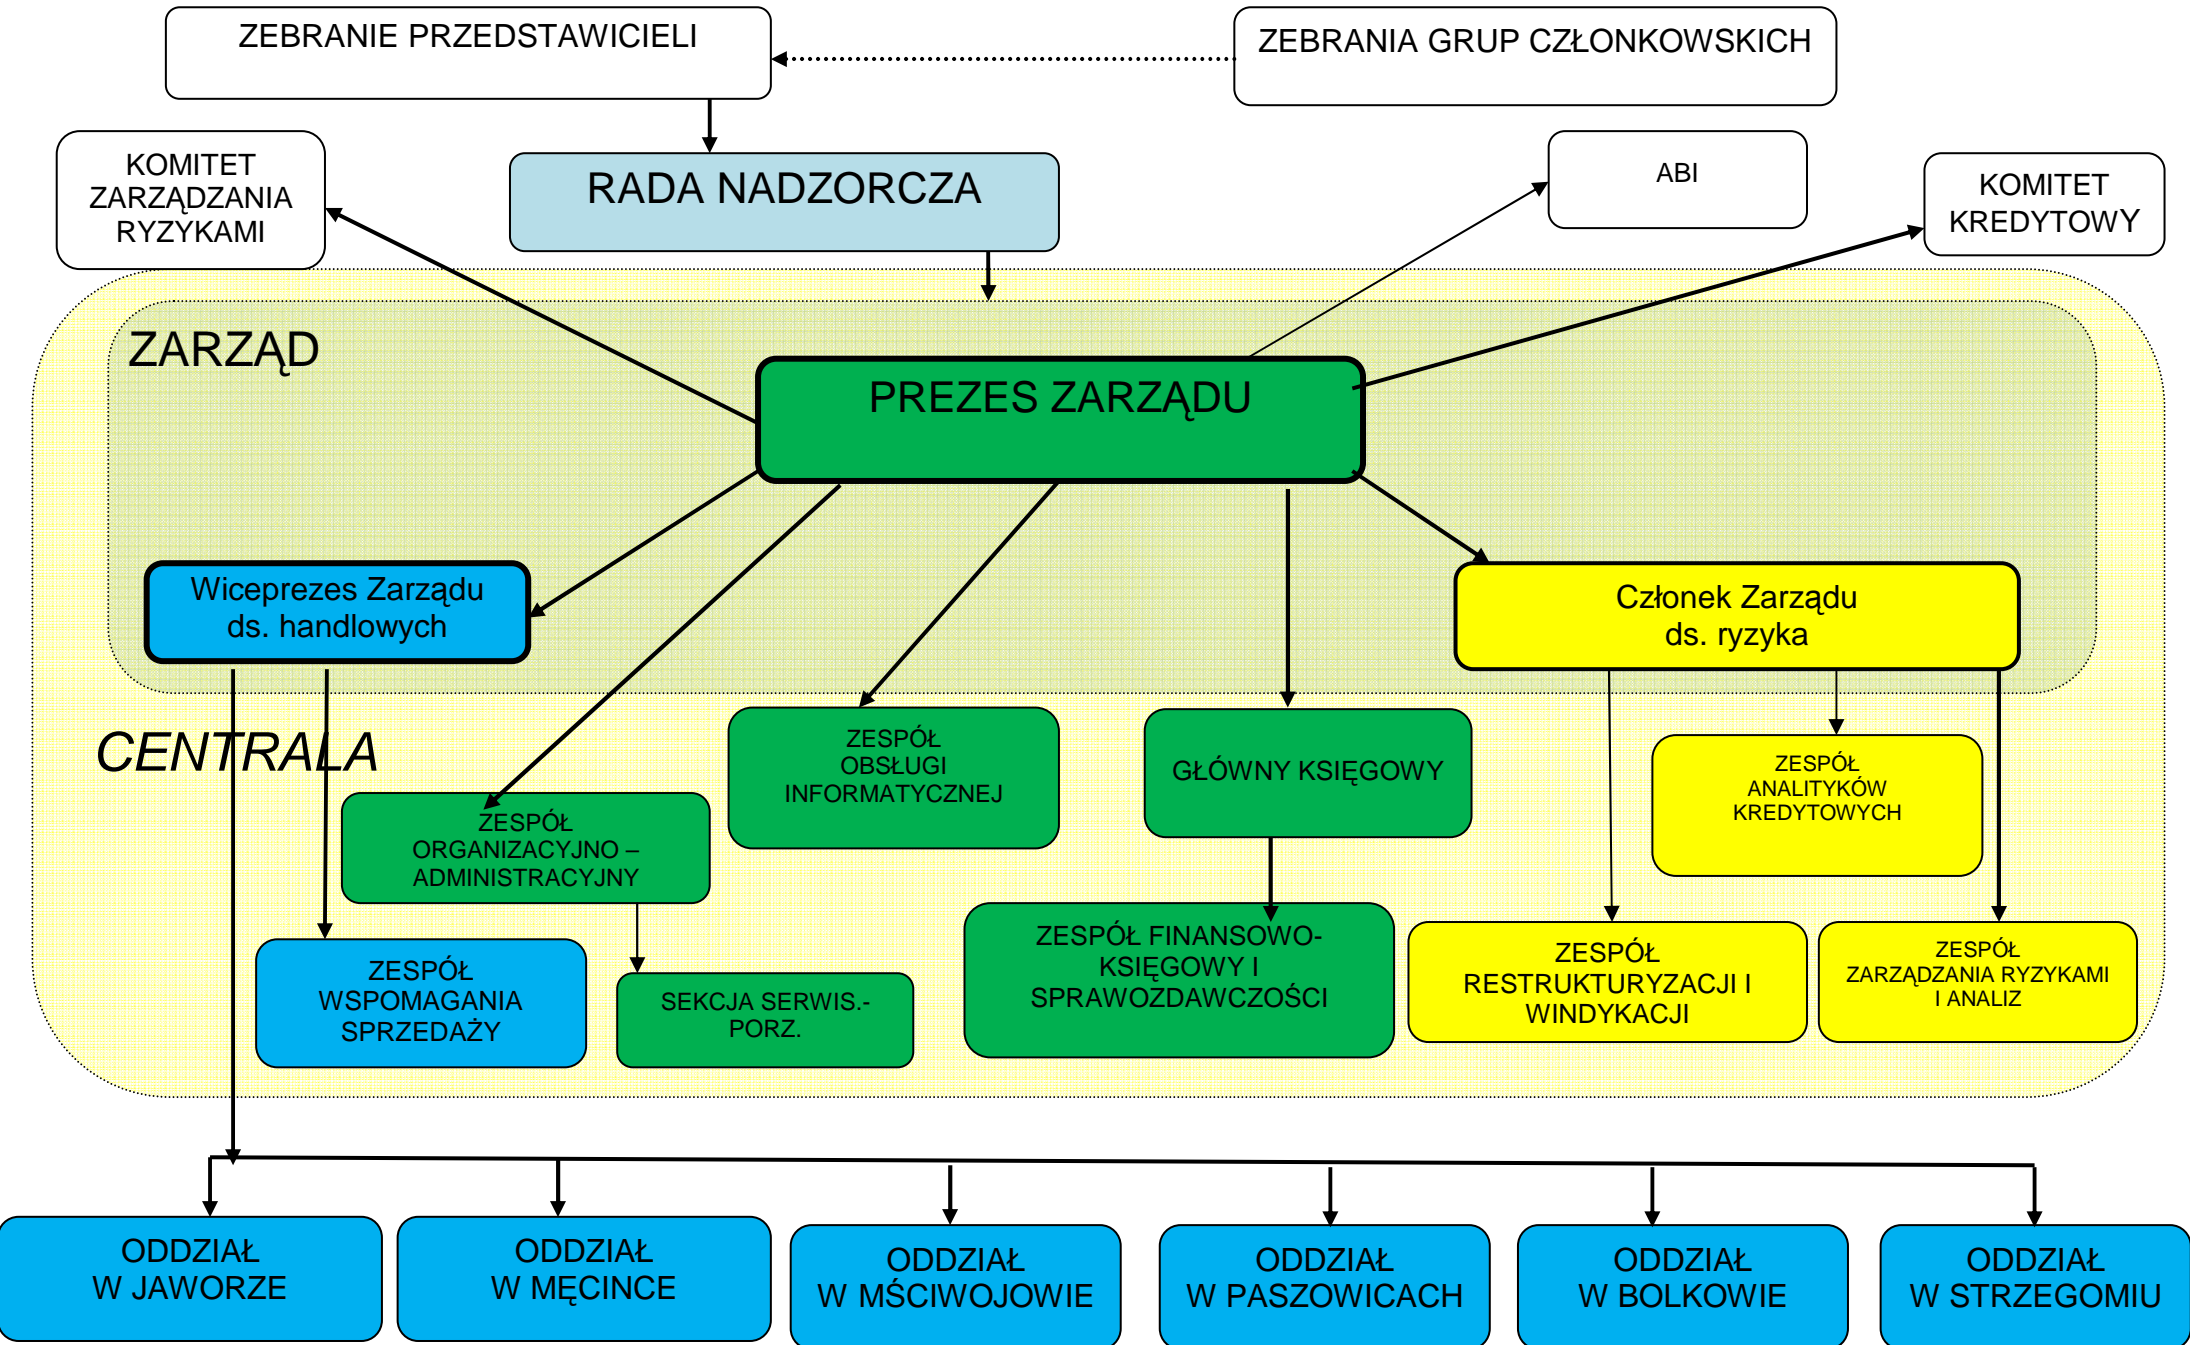 ZEBRANIE PRZEDSTAWICIELI
ZEBRANIA GRUP CZŁONKOWSKICH
KOMITET
ZARZĄDZANIA
RYZYKAMI
RADA NADZORCZA
ABI
KOMITET
KREDYTOWY
ZARZĄD
PREZES ZARZĄDU
Wiceprezes Zarządu
ds. handlowych
Członek Zarządu
ds. ryzyka
CENTRALA
ZESPÓŁ
OBSŁUGI
INFORMATYCZNEJ
GŁÓWNY KSIĘGOWY
ZESPÓŁ
ANALITYKÓW
KREDYTOWYCH
ZESPÓŁ
ORGANIZACYJNO –
ADMINISTRACYJNY
ZESPÓŁ
WSPOMAGANIA
SPRZEDAŻY
SEKCJA SERWIS.-
PORZ.
ZESPÓŁ FINANSOWO-
KSIĘGOWY I
SPRAWOZDAWCZOŚCI
ZESPÓŁ
RESTRUKTURYZACJI I
WINDYKACJI
ZESPÓŁ
ZARZĄDZANIA RYZYKAMI
I ANALIZ
ODDZIAŁ
W JAWORZE
ODDZIAŁ
W MĘCINCE
ODDZIAŁ
W MŚCIWOJOWIE
ODDZIAŁ
W PASZOWICACH
ODDZIAŁ
W BOLKOWIE
ODDZIAŁ
W STRZEGOMIU